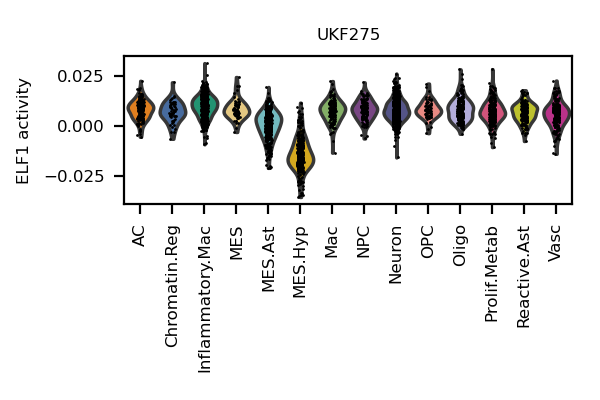 UKF275
ELF1 activity
0.025
0.000
−0.025
AC
Chromatin.Reg
Inflammatory.Mac
MES
MES.Ast
MES.Hyp
Mac
NPC
Neuron
OPC
Oligo
Prolif.Metab
Reactive.Ast
Vasc